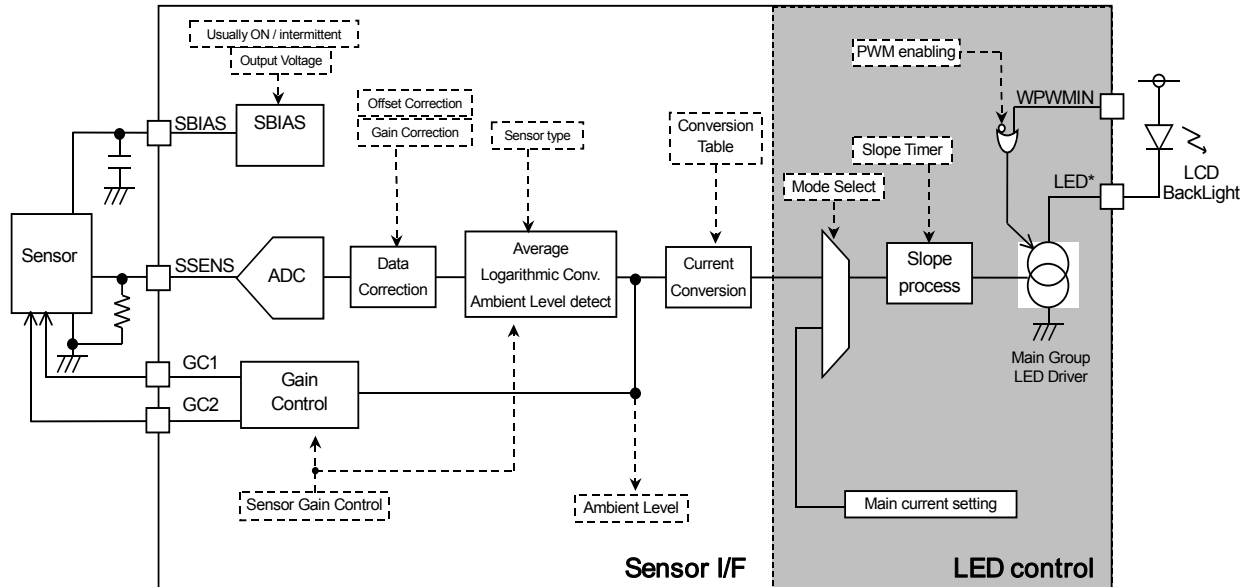 Usually ON / intermittent
Output Voltage
SBIAS
SBIAS
Offset Correction
Gain Correction
Sensor type
Conversion
Table
PWM enabling
WPWMIN
Slope Timer
Mode Select
LED*
LCD
BackLight
Sensor
SSENS
ADC
Data
Correction
Average
Logarithmic Conv.
Ambient Level detect
Current
Conversion
Slope
process
Main Group
LED Driver
GC1
GC2
Gain
Control
Sensor Gain Control
Ambient Level
Main current setting
Sensor I/F
LED control